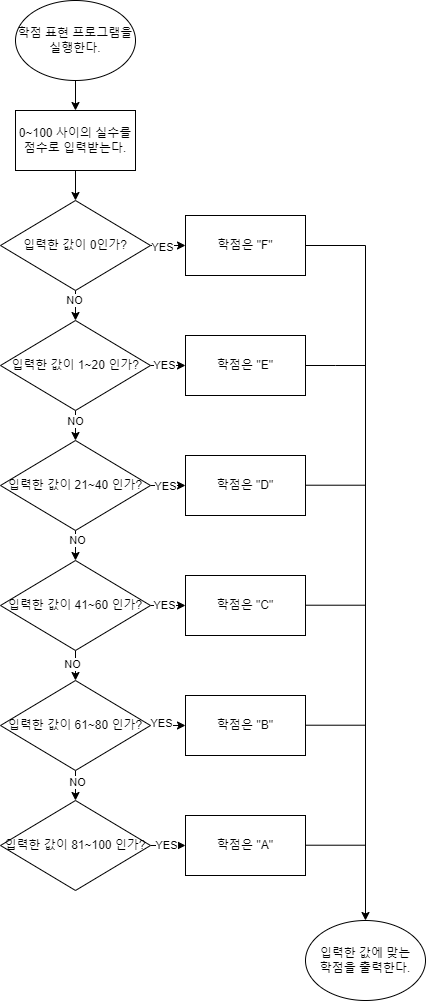 학점 표현 프로그램을
실행한다.
0~100 사이의 실수를
점수로 입력받는다.
입력한 값이 0인가?
YES
학점은 "F"
NO
입력한 값이 1~20 인가?
YES
학점은 "E"
NO
입력한 값이 21~40 인가?
YES
학점은 "D"
NO
입력한 값이 41~60 인가?
YES
학점은 "C"
NO
입력한 값이 61~80 인가?
YES
학점은 "B"
NO
입력한 값이 81~100 인가?
YES
학점은 "A"
입력한 값에 맞는
학점을 출력한다.